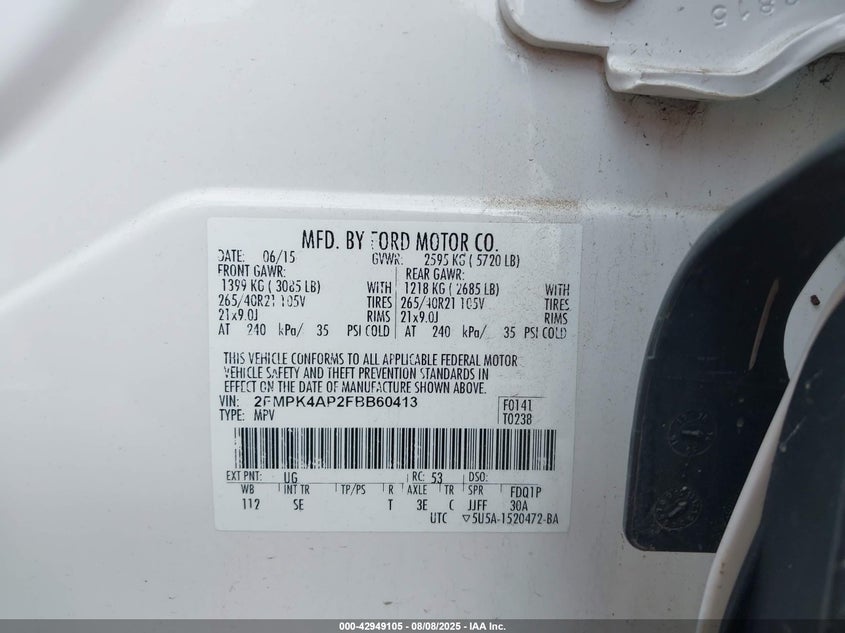 2815
MFD. BY FORD MOTOR CO.
DATE: 06/15 GVWR: 2595 KG ( 5720 LB)
FRONT GAWR: REAR GAWR:
1399 KG ( 3085 LB) WITH 1218 KG ( 2685 LB) WITH
265/40R21 105V TIRES 265/40R21 105V TIRES
21x9.0J RIMS 21x9.0J RIMS
AT 240 kPa/ 35 PSI COLD AT 240 kPa/ 35 PSI COLD
THIS VEHICLE CONFORMS TO ALL APPLICABLE FEDERAL MOTOR
VEHICLE SAFETY AND THEFT PREVENTION STANDARDS IN
EFFECT ON THE DATE OF MANUFACTURE SHOWN ABOVE.
VIN: 2FMPK4AP2FBB60413 F0141
TYPE: MPV T0238
EXT PNT: UG RC: 53 DSO:
WB INT TR TP/PS R AXLE TR SPR FDQ1P
112 SE T 3E C JJFF 30A
UTC ▽5U5A-1520472-BA
000-42949105 - 08/08/2025 - IAA Inc.